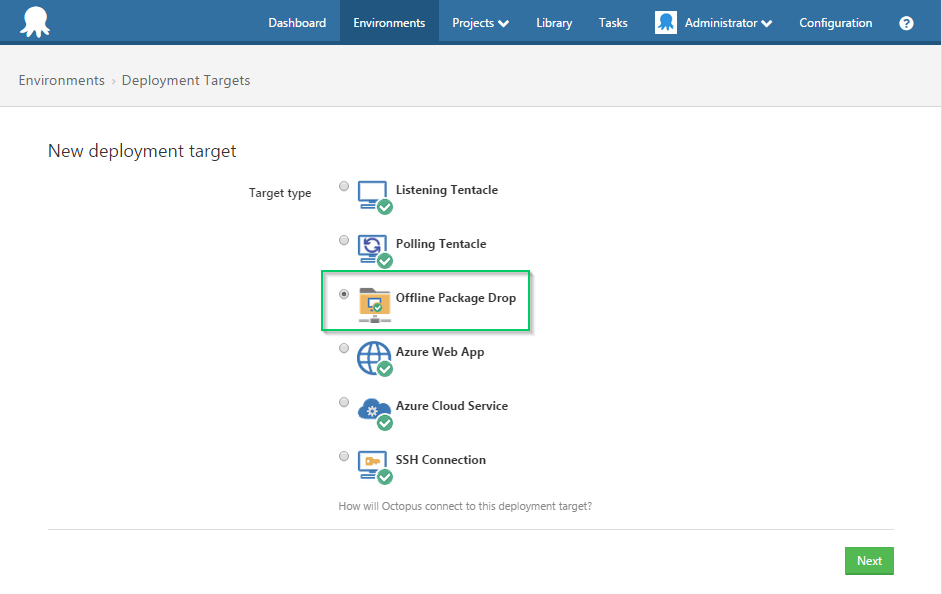 Dashboard Environments Projects Library Tasks Administrator Configuration ?
Environments › Deployment Targets
New deployment target
Target type
Listening Tentacle
Polling Tentacle
Offline Package Drop
Azure Web App
Azure Cloud Service
SSH Connection
How will Octopus connect to this deployment target?
Next